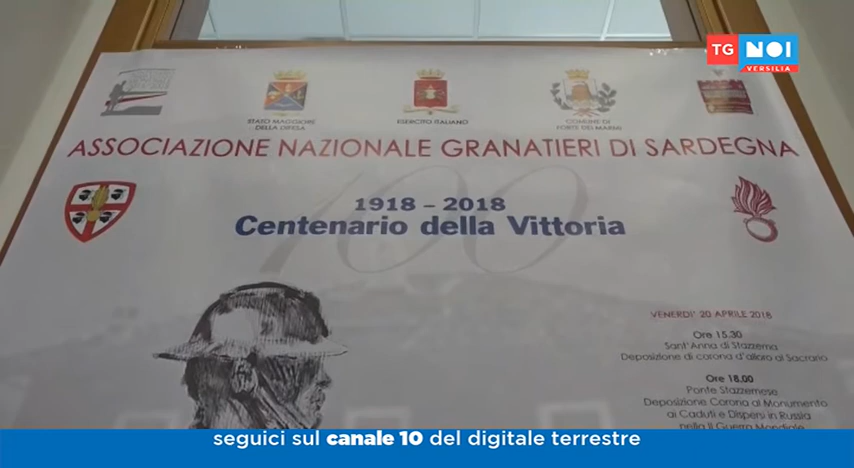 TG NOI
VERSILIA
STATO MAGGIORE
DELLA DIFESA
ESERCITO ITALIANO
COMUNE DI
FORTE DEI MARMI
ASSOCIAZIONE NAZIONALE GRANATIERI DI SARDEGNA
100
1918 - 2018
Centenario della Vittoria
VENERDI' 20 APRILE 2018
Ore 15.30
Sant'Anna di Stazzema
Deposizione di corona d'alloro al Sacrario
Ore 18.00
Ponte Stazzemese
Deposizione Corona al Monumento
ai Caduti e Dispersi in Russia
nella II Guerra Mondiale
seguici sul canale 10 del digitale terrestre